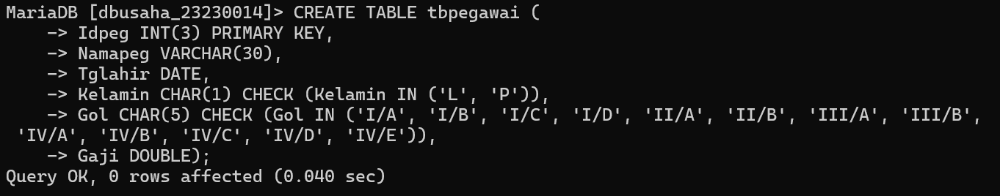 MariaDB [dbusaha_23230014]> CREATE TABLE tbpegawai (
    -> Idpeg INT(3) PRIMARY KEY,
    -> Namapeg VARCHAR(30),
    -> Tglahir DATE,
    -> Kelamin CHAR(1) CHECK (Kelamin IN ('L', 'P')),
    -> Gol CHAR(5) CHECK (Gol IN ('I/A', 'I/B', 'I/C', 'I/D', 'II/A', 'II/B', 'III/A', 'III/B',
 'IV/A', 'IV/B', 'IV/C', 'IV/D', 'IV/E')),
    -> Gaji DOUBLE);
Query OK, 0 rows affected (0.040 sec)